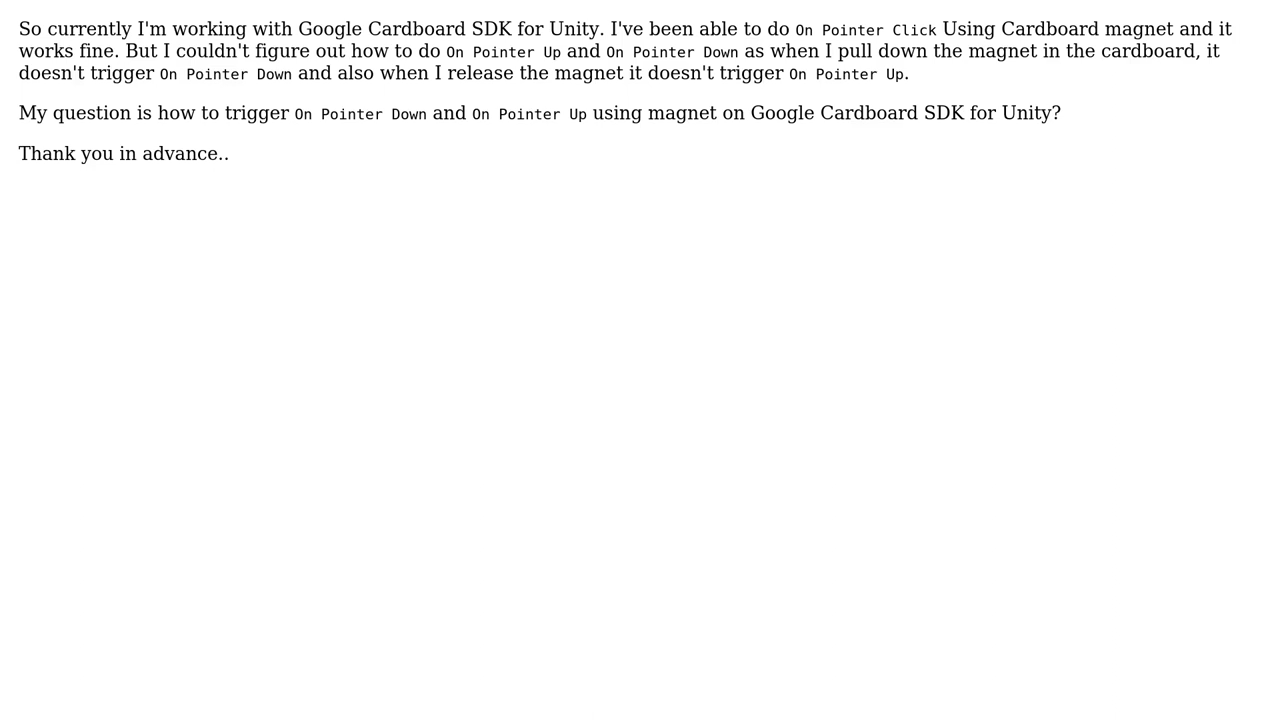 So currently I'm working with Google Cardboard SDK for Unity. I've been able to do On Pointer Click Using Cardboard magnet and it
works fine. But I couldn't figure out how to do On Pointer Up and On Pointer Down as when I pull down the magnet in the cardboard, it
doesn't trigger On Pointer Down and also when I release the magnet it doesn't trigger On Pointer Up.
My question is how to trigger On Pointer Down and On Pointer Up using magnet on Google Cardboard SDK for Unity?
Thank you in advance..